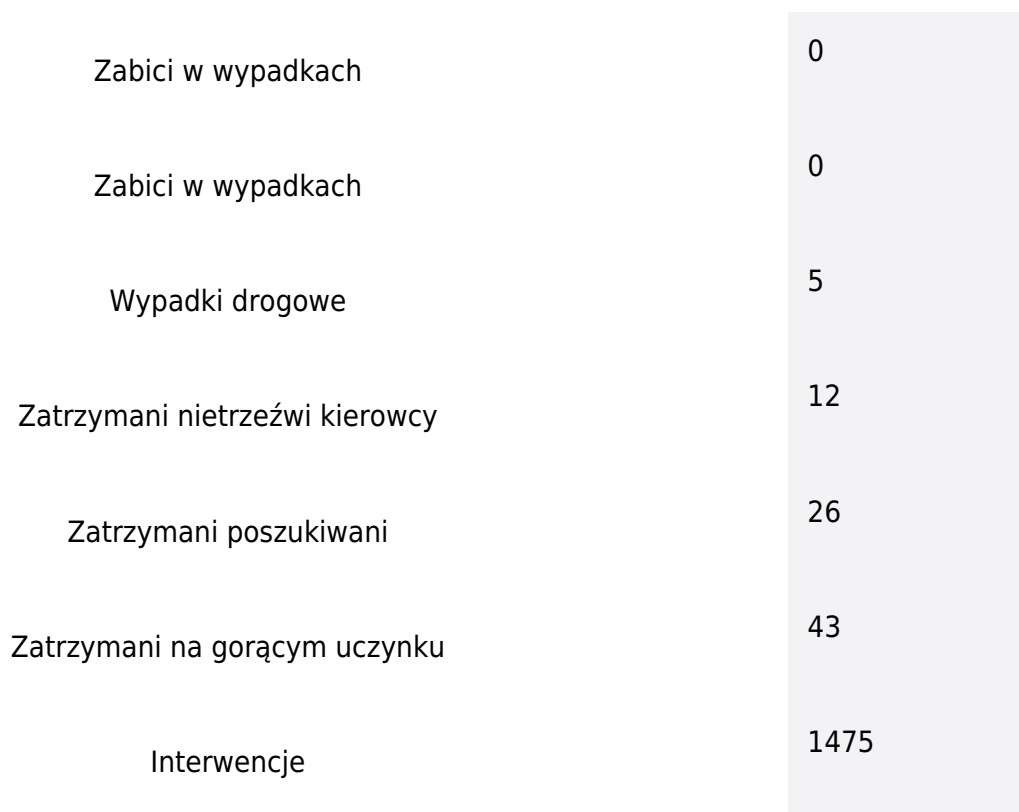 Zabici w wypadkach 0
Zabici w wypadkach 0
Wypadki drogowe 5
Zatrzymani nietrzeźwi kierowcy 12
Zatrzymani poszukiwani 26
Zatrzymani na gorącym uczynku 43
Interwencje 1475